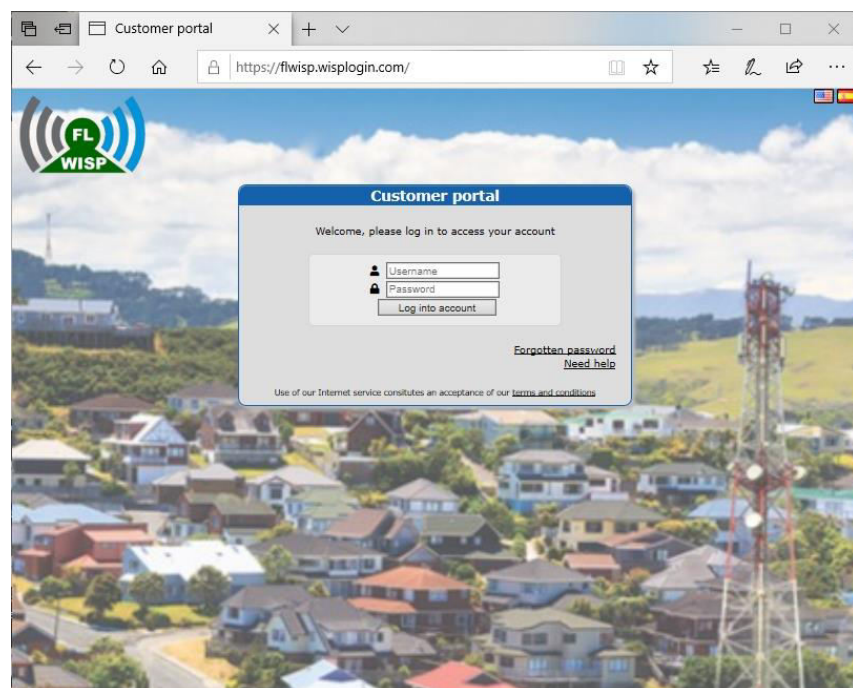 Customer portal
https://flwisp.wisplogin.com/
FL
WISP
Customer portal
Welcome, please log in to access your account
Username
Password
Log into account
Forgotten password
Need help
Use of our Internet service consitutes an acceptance of our terms and conditions